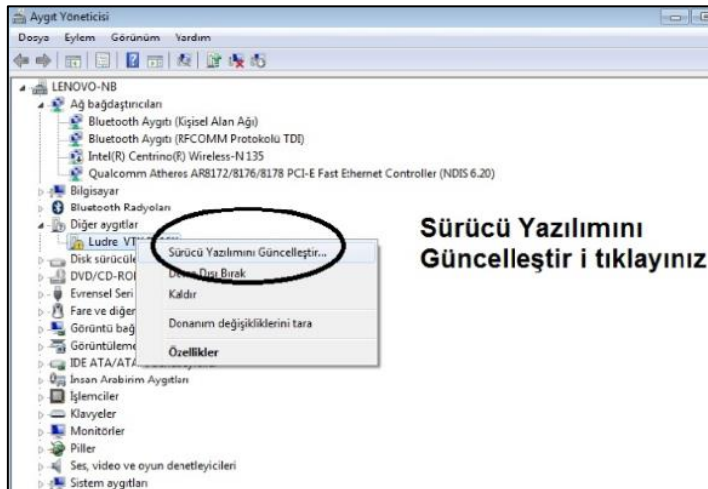 Aygıt Yöneticisi
Dosya Eylem Görünüm Yardım
LENOVO-NB
Ağ bağdaştırıcıları
Bluetooth Aygıtı (Kişisel Alan Ağı)
Bluetooth Aygıtı (RFCOMM Protokolü TDI)
Intel(R) Centrino(R) Wireless-N 135
Qualcomm Atheros AR8172/8176/8178 PCI-E Fast Ethernet Controller (NDIS 6.20)
Bilgisayar
Bluetooth Radyoları
Diğer aygıtlar
Ludre
Sürücü Yazılımını Güncelleştir...
Sürücü Yazılımını
Güncelleştir i tıklayınız
Disk sürücüle
Devre Dışı Bırak
DVD/CD-RO
Kaldır
Evrensel Seri
Fare ve diğer
Donanım değişikliklerini tara
Görüntü bağ
Görüntüleme
Özellikler
IDE ATA/ATA
İnsan Arabirim Aygıtları
İşlemciler
Klavyeler
Monitörler
Piller
Ses, video ve oyun denetleyicileri
Sistem aygıtları